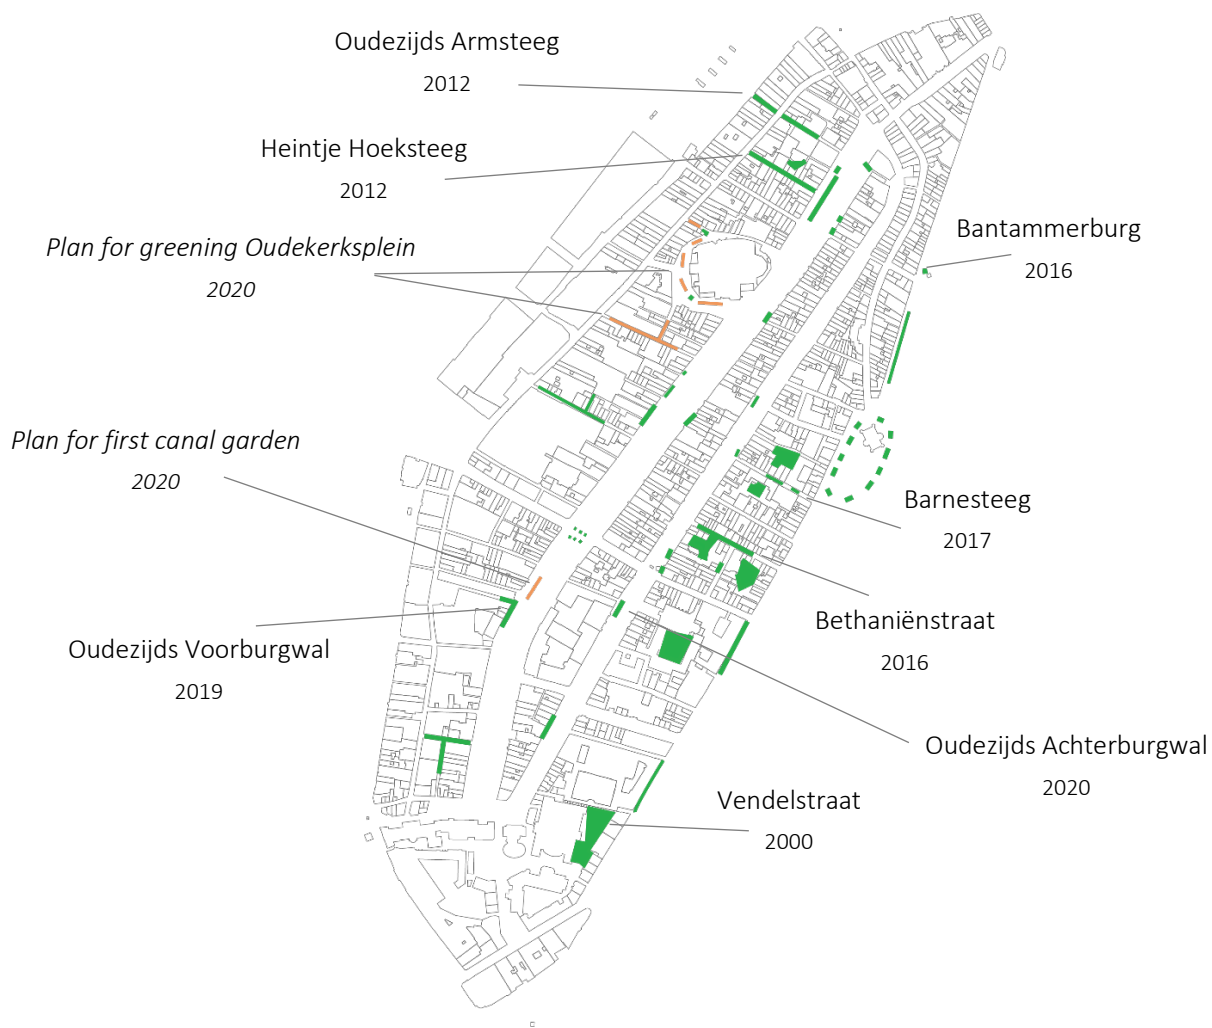 Oudezijds Armsteeg
2012
Heintje Hoeksteeg
2012
Plan for greening Oudekerksplein
2020
Bantammerburg
2016
Plan for first canal garden
2020
Barnesteeg
2017
Bethaniënstraat
2016
Oudezijds Voorburgwal
2019
Oudezijds Achterburgwal
2020
Vendelstraat
2000